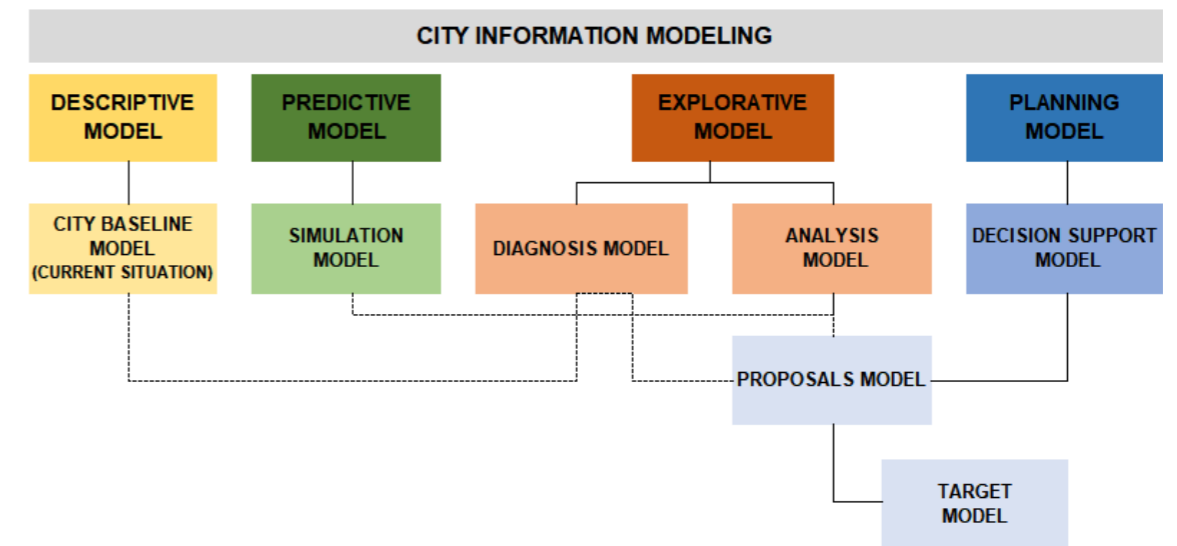 CITY INFORMATION MODELING
DESCRIPTIVE
MODEL
PREDICTIVE
MODEL
EXPLORATIVE
MODEL
PLANNING
MODEL
CITY BASELINE
MODEL
(CURRENT SITUATION)
SIMULATION
MODEL
DIAGNOSIS MODEL
ANALYSIS
MODEL
DECISION SUPPORT
MODEL
PROPOSALS MODEL
TARGET
MODEL